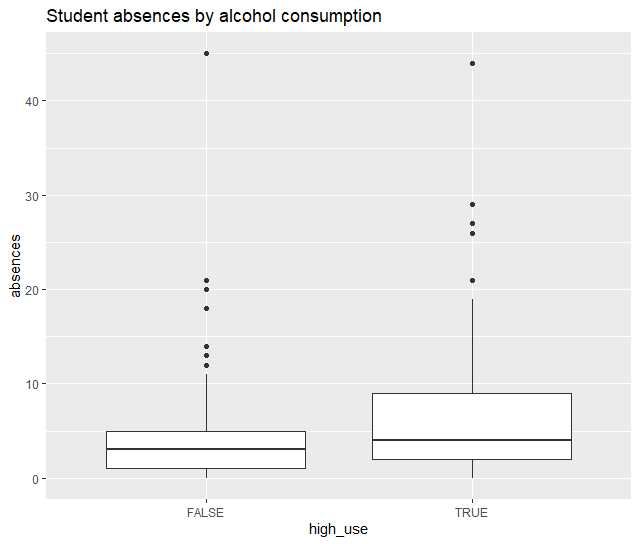 Student absences by alcohol consumption
absences
40
30
20
10
0
FALSE
TRUE
high_use